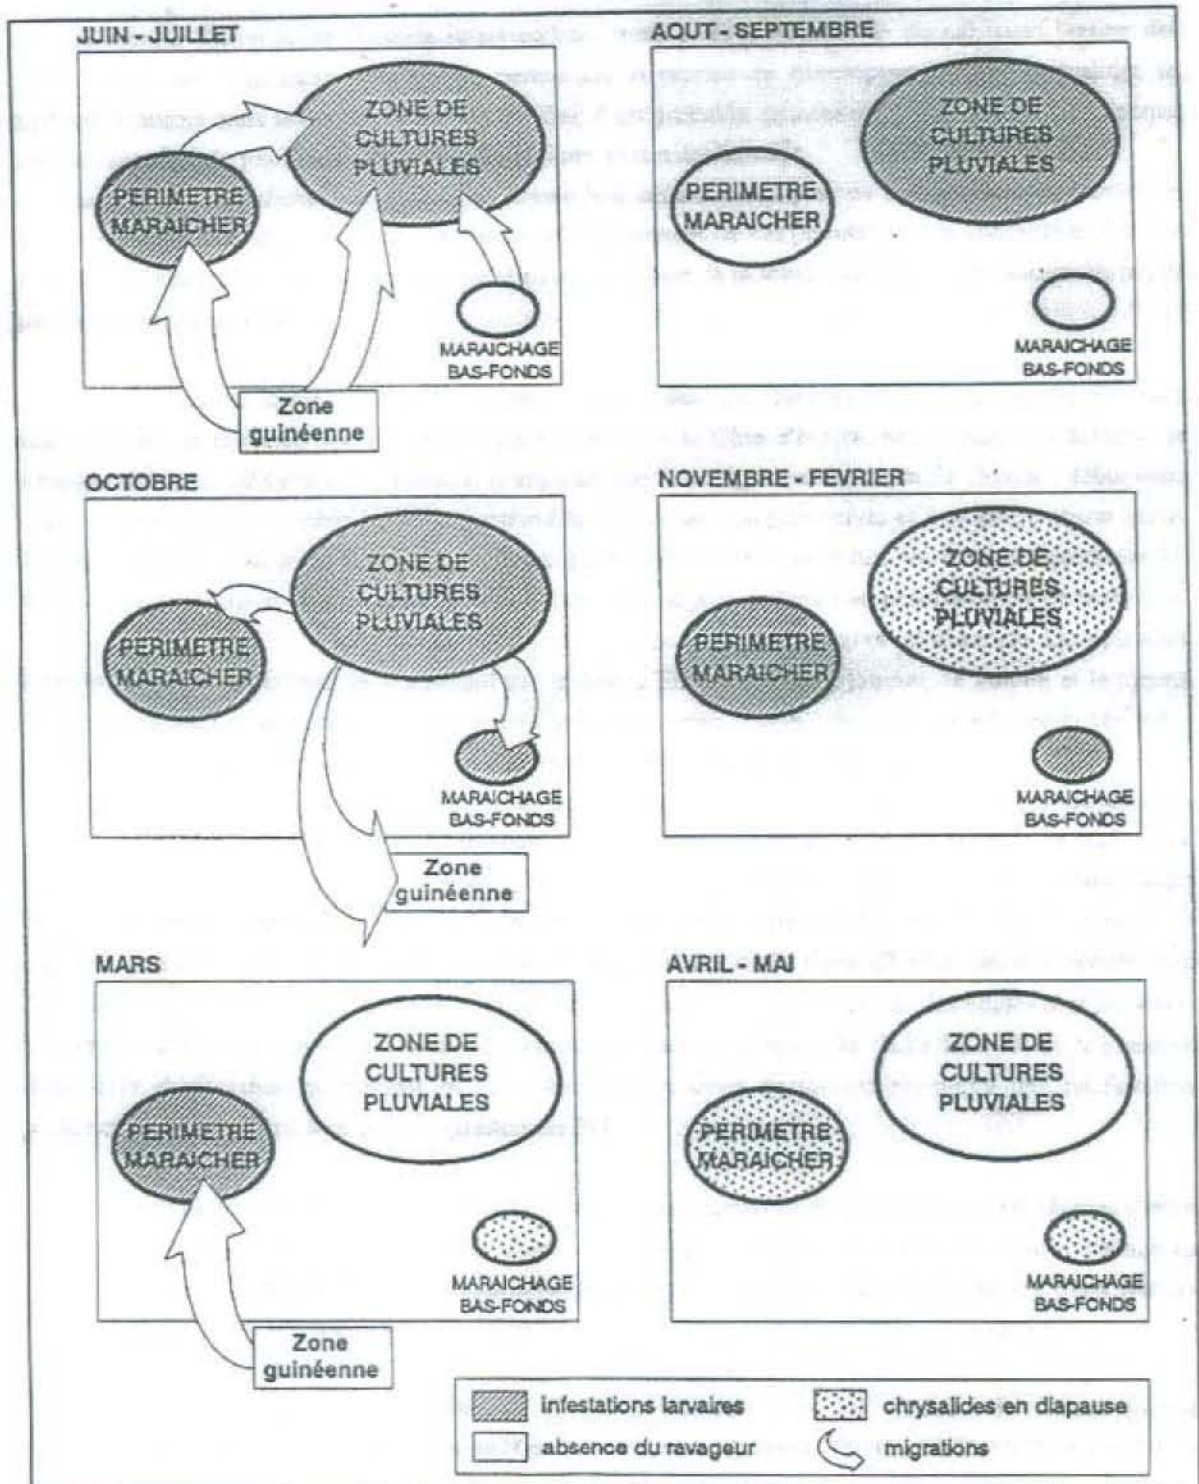 JUIN - JUILLET
ZONE DE
CULTURES
PLUVIALES
PERIMETRE
MARAICHER
MARAICHAGE
BAS-FONDS
Zone
guinéenne
AOUT - SEPTEMBRE
ZONE DE
CULTURES
PLUVIALES
PERIMETRE
MARAICHER
MARAICHAGE
BAS-FONDS
OCTOBRE
ZONE DE
CULTURES
PLUVIALES
PERIMETRE
MARAICHER
MARAICHAGE
BAS-FONDS
Zone
guinéenne
NOVEMBRE - FEVRIER
ZONE DE
CULTURES
PLUVIALES
PERIMETRE
MARAICHER
MARAICHAGE
BAS-FONDS
MARS
ZONE DE
CULTURES
PLUVIALES
PERIMETRE
MARAICHER
MARAICHAGE
BAS-FONDS
Zone
guinéenne
AVRIL - MAI
ZONE DE
CULTURES
PLUVIALES
PERIMETRE
MARAICHER
MARAICHAGE
BAS-FONDS
infestations larvaires
chrysalides en diapause
absence du ravageur
migrations